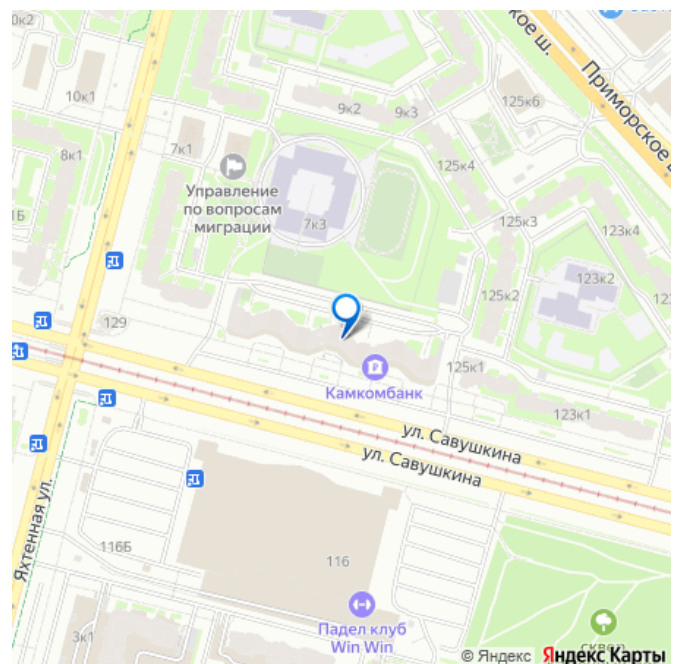 0к2
ское ш.
Приморское ш.
10к1
9к2
9к3
125к6
7к1
8к1
125к4
Управление
по вопросам
миграции
7к3
125к3
123к4
1Б
123к2
125к2
129
125к1
Камкомбанк
123к1
ул. Савушкина
ул. Савушкина
Яхтенная ул.
116Б
116
3к1
Падел клуб
Win Win
сквер
© Яндекс Яндекс Карты